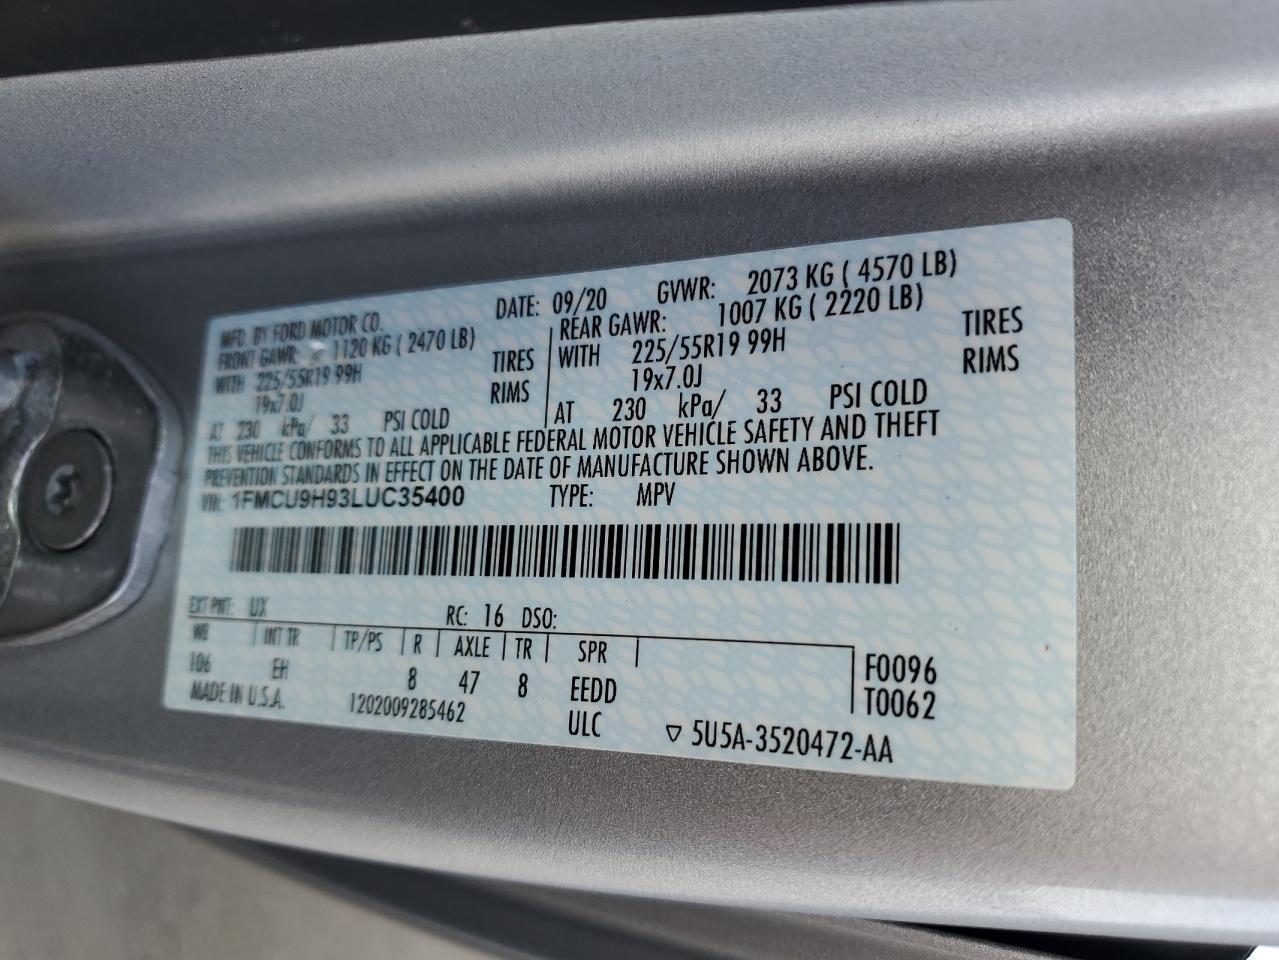 MFD. BY FORD MOTOR CO. DATE: 09/20 GVWR: 2073 KG ( 4570 LB)
FRONT GAWR: 1120 KG ( 2470 LB) REAR GAWR: 1007 KG ( 2220 LB)
WITH 225/55R19 99H TIRES WITH 225/55R19 99H TIRES
19x7.0J RIMS 19x7.0J RIMS
AT 230 kPa/ 33 PSI COLD AT 230 kPa/ 33 PSI COLD
THIS VEHICLE CONFORMS TO ALL APPLICABLE FEDERAL MOTOR VEHICLE SAFETY AND THEFT
PREVENTION STANDARDS IN EFFECT ON THE DATE OF MANUFACTURE SHOWN ABOVE.
VIN: 1FMCU9H93LUC35400 TYPE: MPV
EXT PNT: UX RC: 16 DSO:
WB INT TR TP/PS R AXLE TR SPR
106 EH 8 47 8 EEDD F0096
MADE IN U.S.A. 1202009285462 ULC T0062
▽ 5U5A-3520472-AA